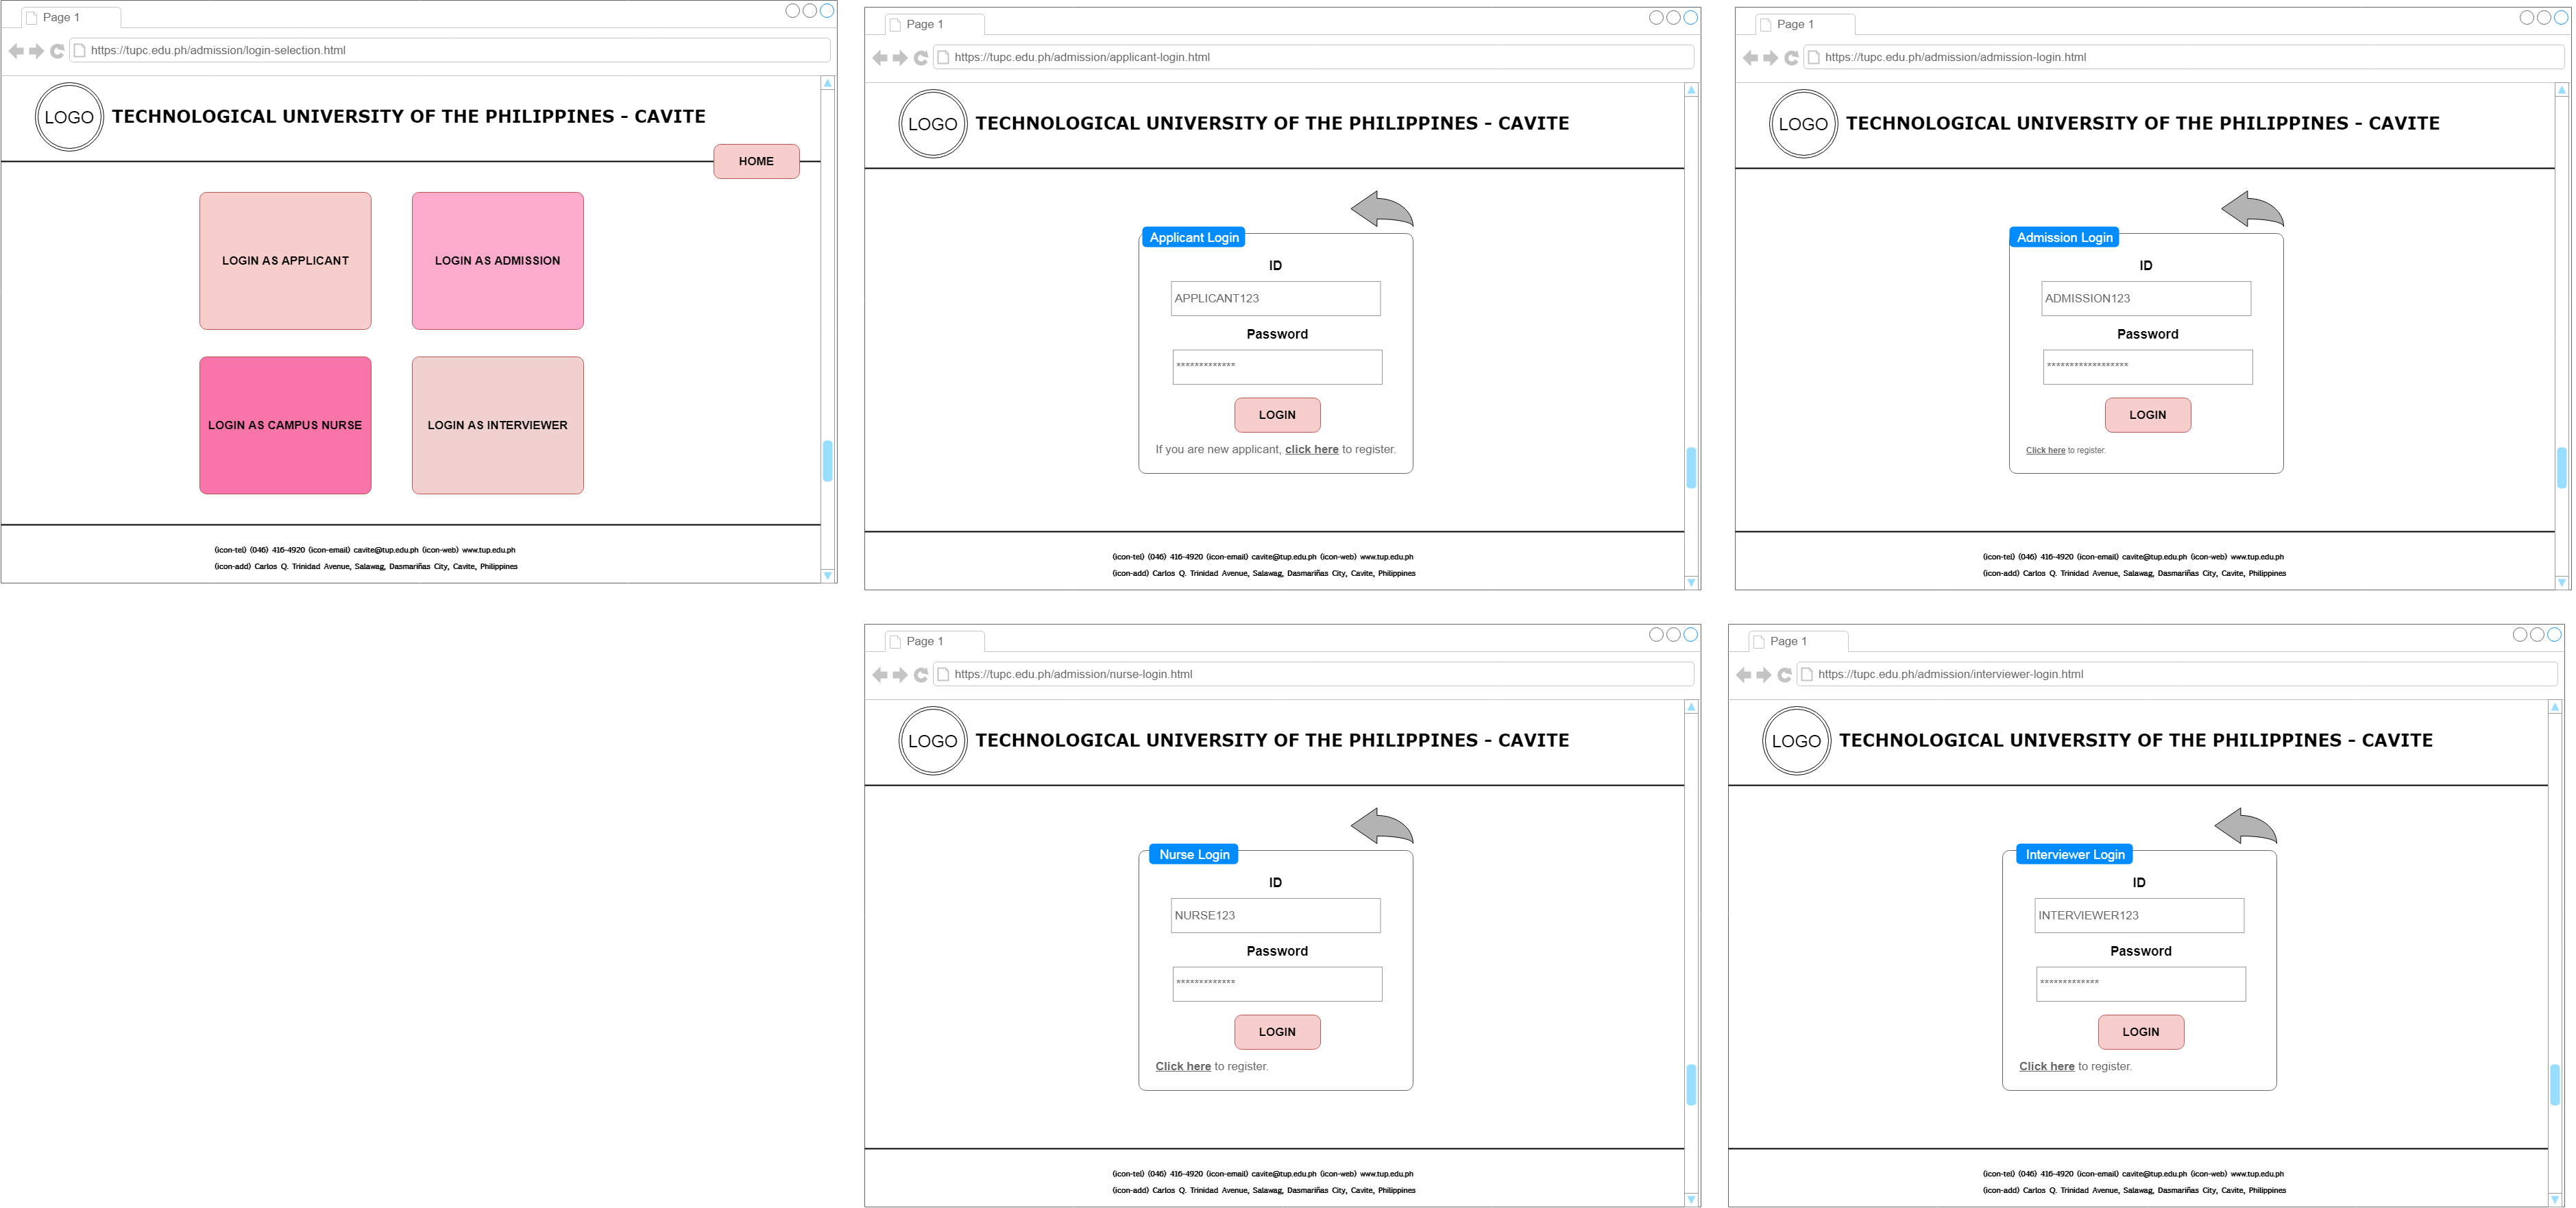 Page 1
https://tupc.edu.ph/admission/login-selection.html
LOGO
TECHNOLOGICAL UNIVERSITY OF THE PHILIPPINES - CAVITE
HOME
LOGIN AS APPLICANT
LOGIN AS ADMISSION
LOGIN AS CAMPUS NURSE
LOGIN AS INTERVIEWER
(icon-tel) (046) 416-4920 (icon-email) cavite@tup.edu.ph (icon-web) www.tup.edu.ph
(icon-add) Carlos Q. Trinidad Avenue, Salawag, Dasmariñas City, Cavite, Philippines
Page 1
https://tupc.edu.ph/admission/applicant-login.html
LOGO
TECHNOLOGICAL UNIVERSITY OF THE PHILIPPINES - CAVITE
Applicant Login
ID
APPLICANT123
Password
*************
LOGIN
If you are new applicant, click here to register.
(icon-tel) (046) 416-4920 (icon-email) cavite@tup.edu.ph (icon-web) www.tup.edu.ph
(icon-add) Carlos Q. Trinidad Avenue, Salawag, Dasmariñas City, Cavite, Philippines
Page 1
https://tupc.edu.ph/admission/admission-login.html
LOGO
TECHNOLOGICAL UNIVERSITY OF THE PHILIPPINES - CAVITE
Admission Login
ID
ADMISSION123
Password
******************
LOGIN
Click here to register.
(icon-tel) (046) 416-4920 (icon-email) cavite@tup.edu.ph (icon-web) www.tup.edu.ph
(icon-add) Carlos Q. Trinidad Avenue, Salawag, Dasmariñas City, Cavite, Philippines
Page 1
https://tupc.edu.ph/admission/nurse-login.html
LOGO
TECHNOLOGICAL UNIVERSITY OF THE PHILIPPINES - CAVITE
Nurse Login
ID
NURSE123
Password
*************
LOGIN
Click here to register.
(icon-tel) (046) 416-4920 (icon-email) cavite@tup.edu.ph (icon-web) www.tup.edu.ph
(icon-add) Carlos Q. Trinidad Avenue, Salawag, Dasmariñas City, Cavite, Philippines
Page 1
https://tupc.edu.ph/admission/interviewer-login.html
LOGO
TECHNOLOGICAL UNIVERSITY OF THE PHILIPPINES - CAVITE
Interviewer Login
ID
INTERVIEWER123
Password
*************
LOGIN
Click here to register.
(icon-tel) (046) 416-4920 (icon-email) cavite@tup.edu.ph (icon-web) www.tup.edu.ph
(icon-add) Carlos Q. Trinidad Avenue, Salawag, Dasmariñas City, Cavite, Philippines